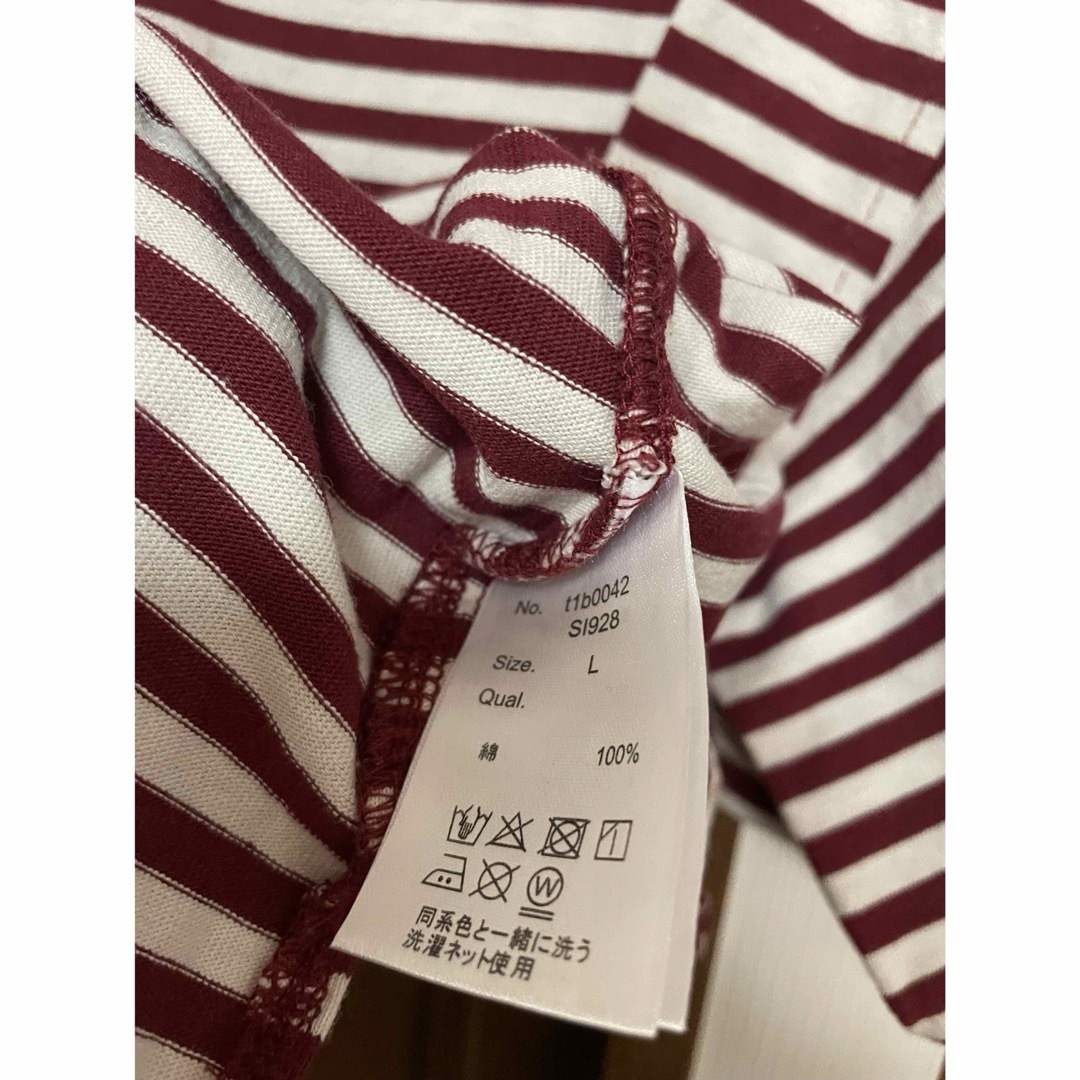 No. t1b0042
SI928
Size. L
Qual.
綿 100%
W
同系色と一緒に洗う
洗濯ネット使用